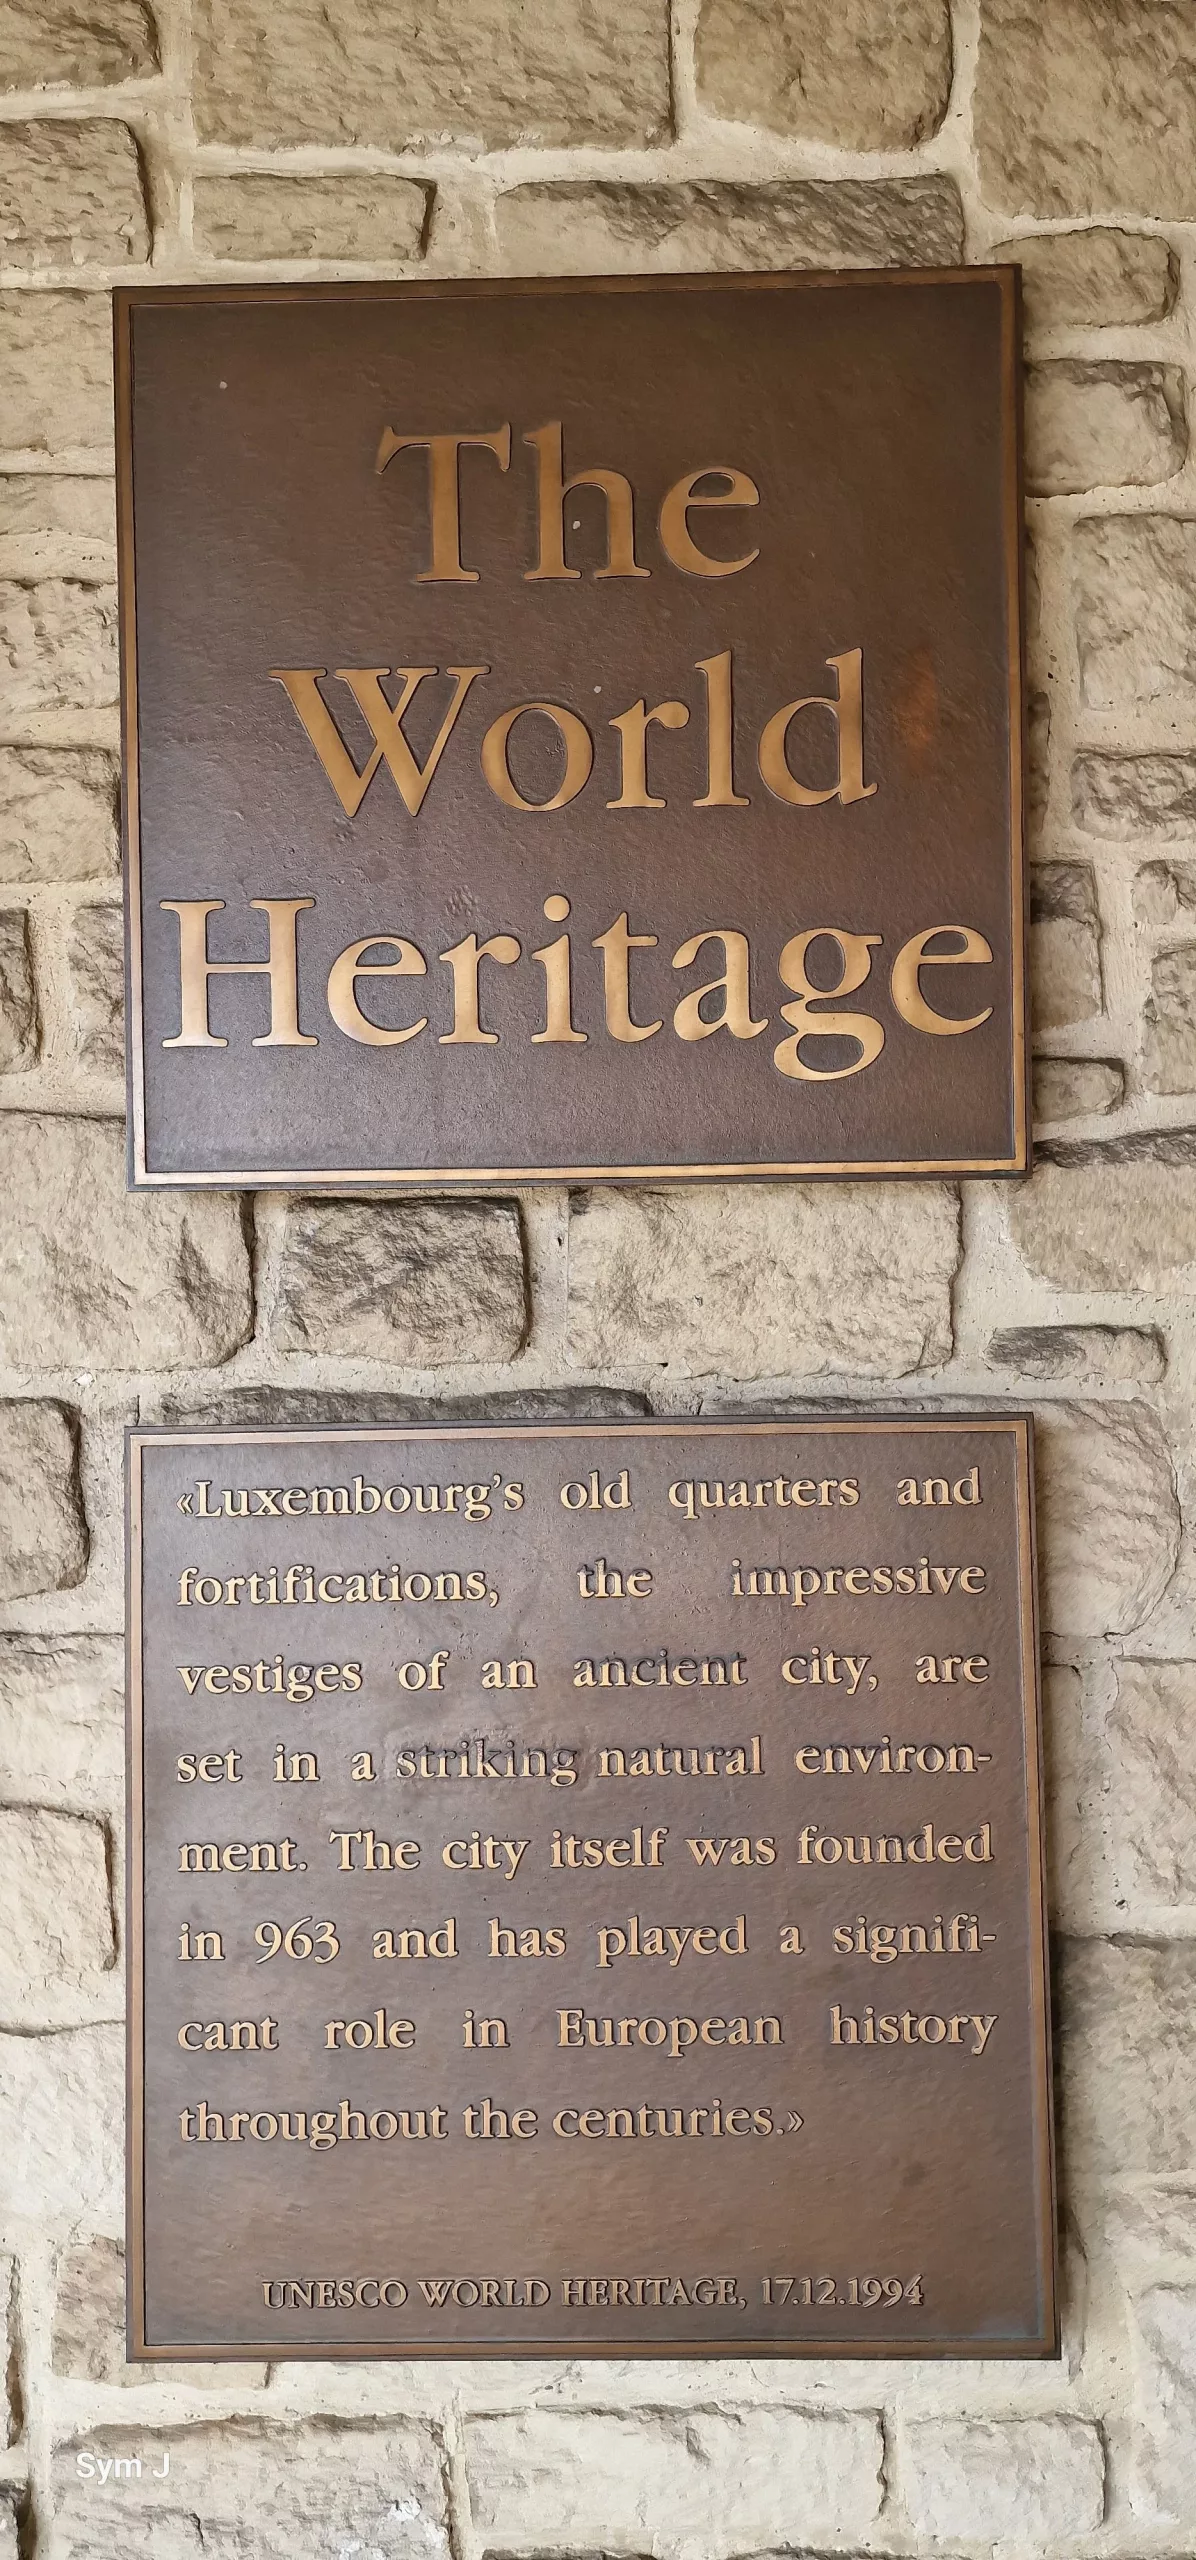 The
World
Heritage
«Luxembourg’s old quarters and
fortifications, the impressive
vestiges of an ancient city, are
set in a striking natural environ-
ment. The city itself was founded
in 963 and has played a signifi-
cant role in European history
throughout the centuries.»
UNESCO WORLD HERITAGE, 17.12.1994
Sym J